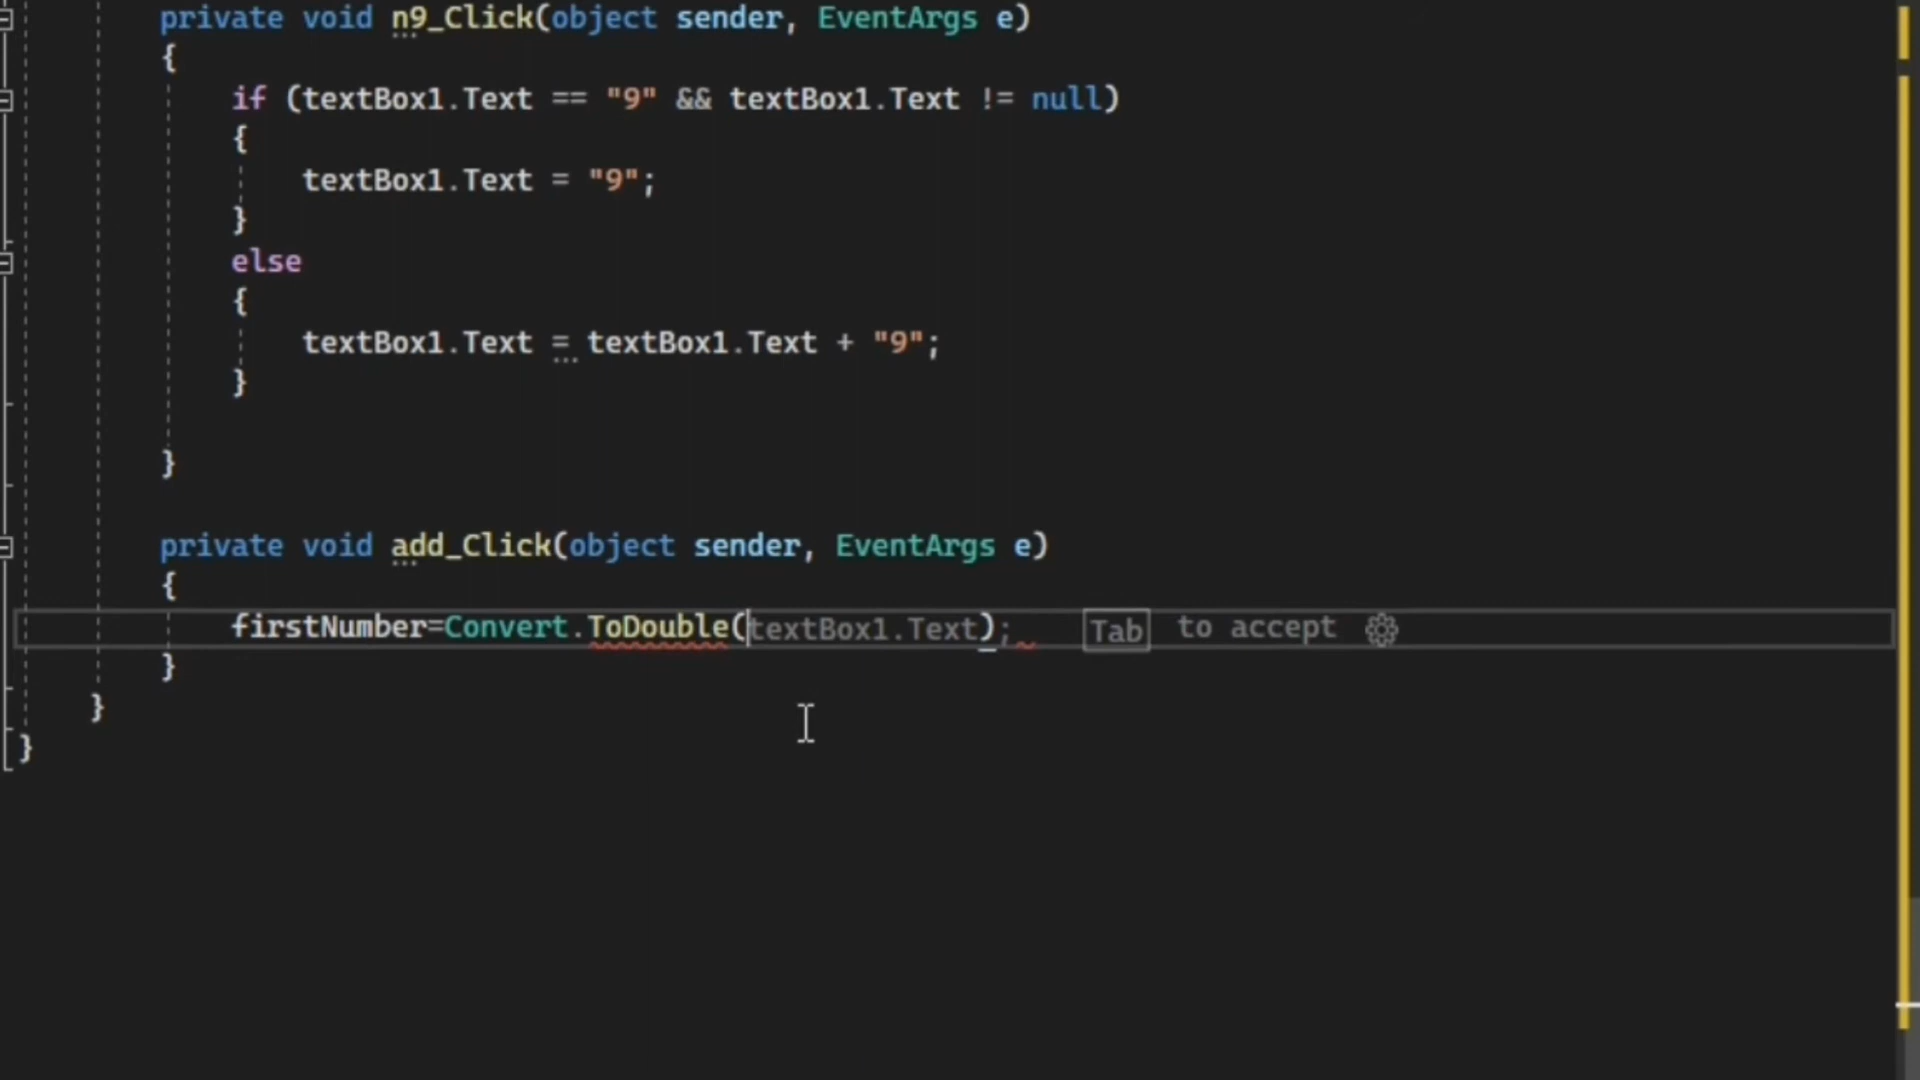 private void n9_Click(object sender, EventArgs e)
{
if (textBox1.Text == "9" && textBox1.Text != null)
{
textBox1.Text = "9";
}
else
{
textBox1.Text = textBox1.Text + "9";
}
}
private void add_Click(object sender, EventArgs e)
{
firstNumber=Convert.ToDouble(textBox1.Text); Tab to accept
}
}
}